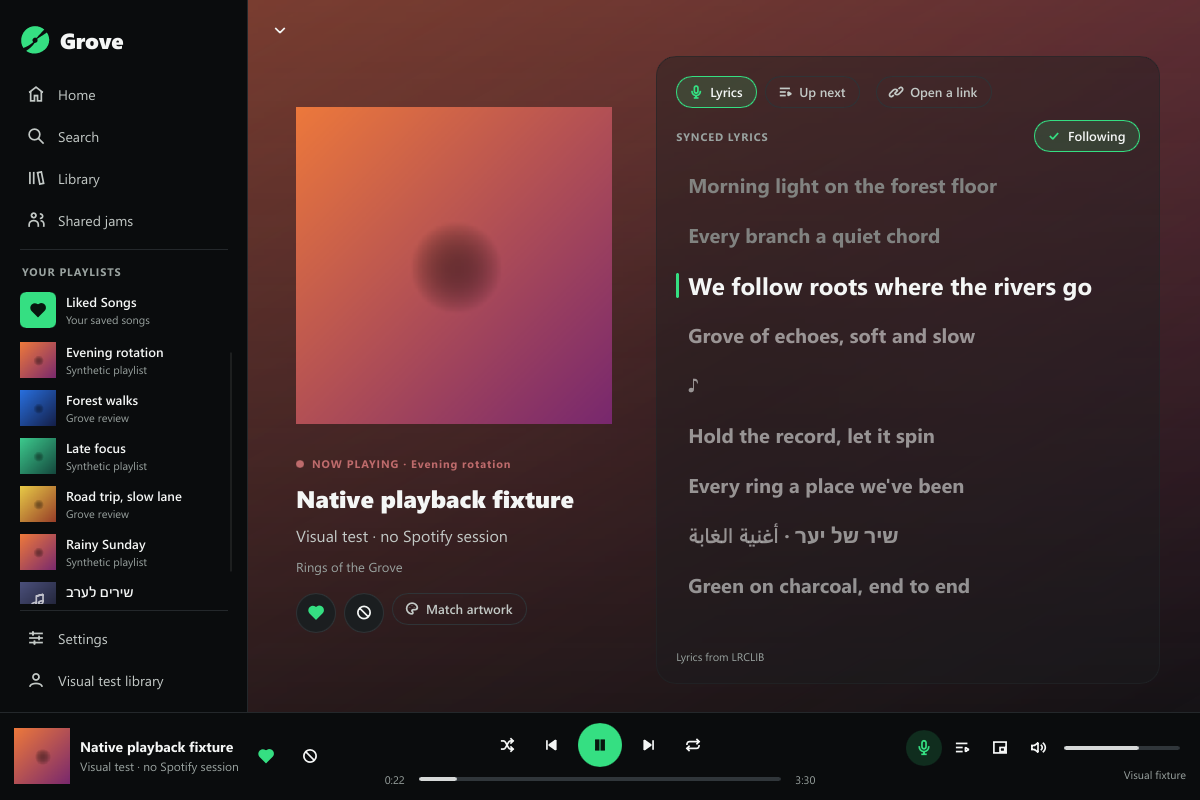 Grove
Home
Search
Library
Shared jams
YOUR PLAYLISTS
Liked Songs
Your saved songs
Evening rotation
Synthetic playlist
Forest walks
Grove review
Late focus
Synthetic playlist
Road trip, slow lane
Grove review
Rainy Sunday
Synthetic playlist
שירים לערב
Settings
Visual test library
NOW PLAYING · Evening rotation
Native playback fixture
Visual test · no Spotify session
Rings of the Grove
Match artwork
Lyrics
Up next
Open a link
SYNCED LYRICS
Following
Morning light on the forest floor
Every branch a quiet chord
We follow roots where the rivers go
Grove of echoes, soft and slow
♪
Hold the record, let it spin
Every ring a place we've been
שיר של יער · أغنية الغابة
Green on charcoal, end to end
Lyrics from LRCLIB
Native playback fixture
Visual test · no Spotify session
0:22
3:30
Visual fixture